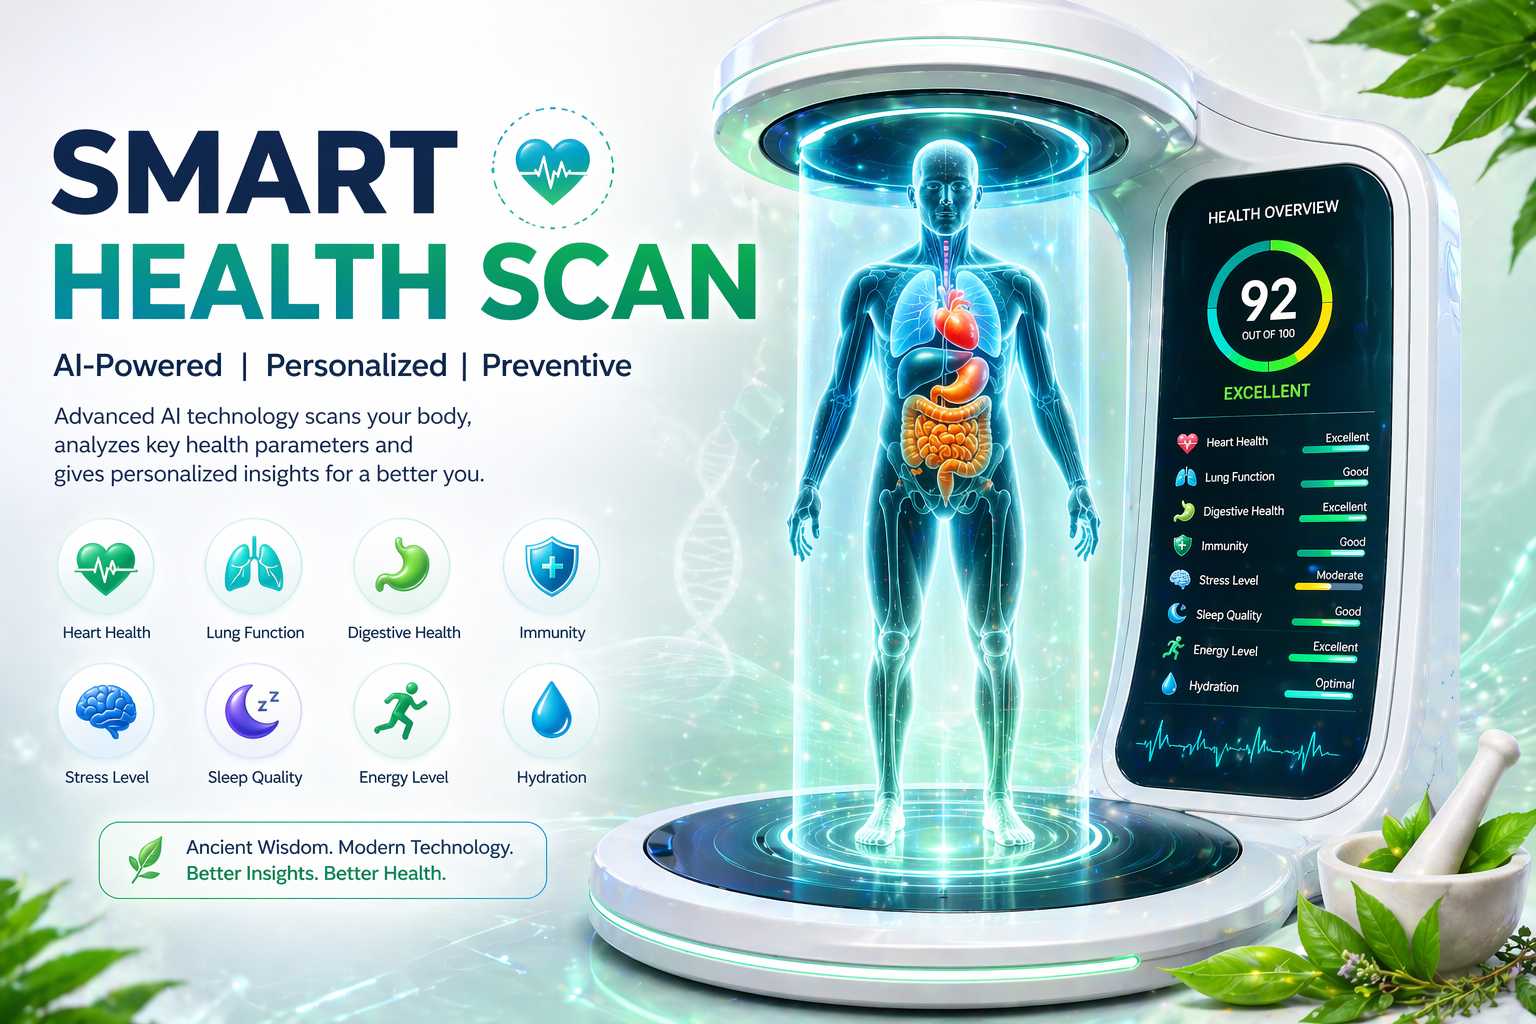 SMART
HEALTH SCAN
AI-Powered | Personalized | Preventive
Advanced AI technology scans your body,
analyzes key health parameters and
gives personalized insights for a better you.
Heart Health
Lung Function
Digestive Health
Immunity
Stress Level
Sleep Quality
Energy Level
Hydration
Ancient Wisdom. Modern Technology.
Better Insights. Better Health.
HEALTH OVERVIEW
92
OUT OF 100
EXCELLENT
Heart Health Excellent
Lung Function Good
Digestive Health Excellent
Immunity Good
Stress Level Moderate
Sleep Quality Good
Energy Level Excellent
Hydration Optimal
z z